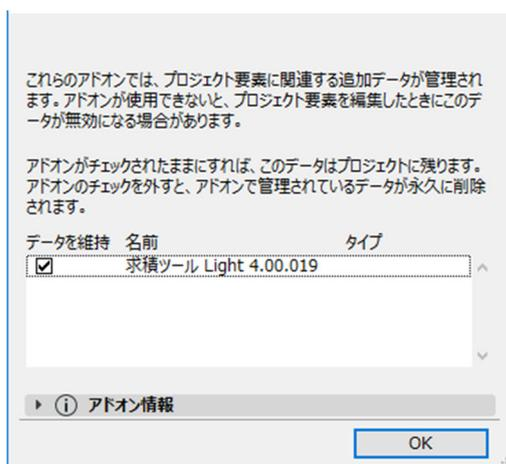 これらのアドオンでは、プロジェクト要素に関連する追加データが管理され
ます。アドオンが使用できないと、プロジェクト要素を編集したときにこのデ
ータが無効になる場合があります。
アドオンがチェックされたままにすれば、このデータはプロジェクトに残ります。
アドオンのチェックを外すと、アドオンで管理されているデータが永久に削除
されます。
データを維持 名前 タイプ
求積ツール Light 4.00.019
アドオン情報
OK